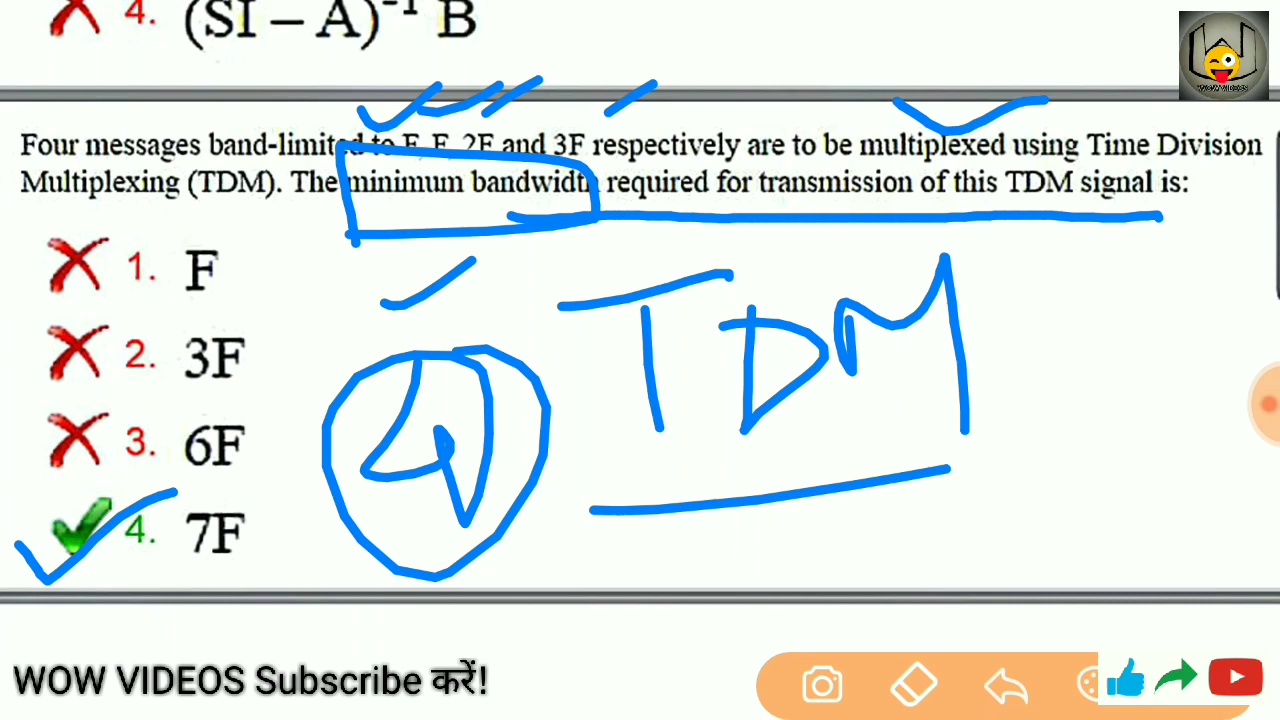 4. (SI – A)⁻¹ B
WOW VIDEOS
Four messages band-limited to F, F, 2F and 3F respectively are to be multiplexed using Time Division
Multiplexing (TDM). The minimum bandwidth required for transmission of this TDM signal is:
1. F
2. 3F
3. 6F
4. 7F
4
TDM
WOW VIDEOS Subscribe करें!